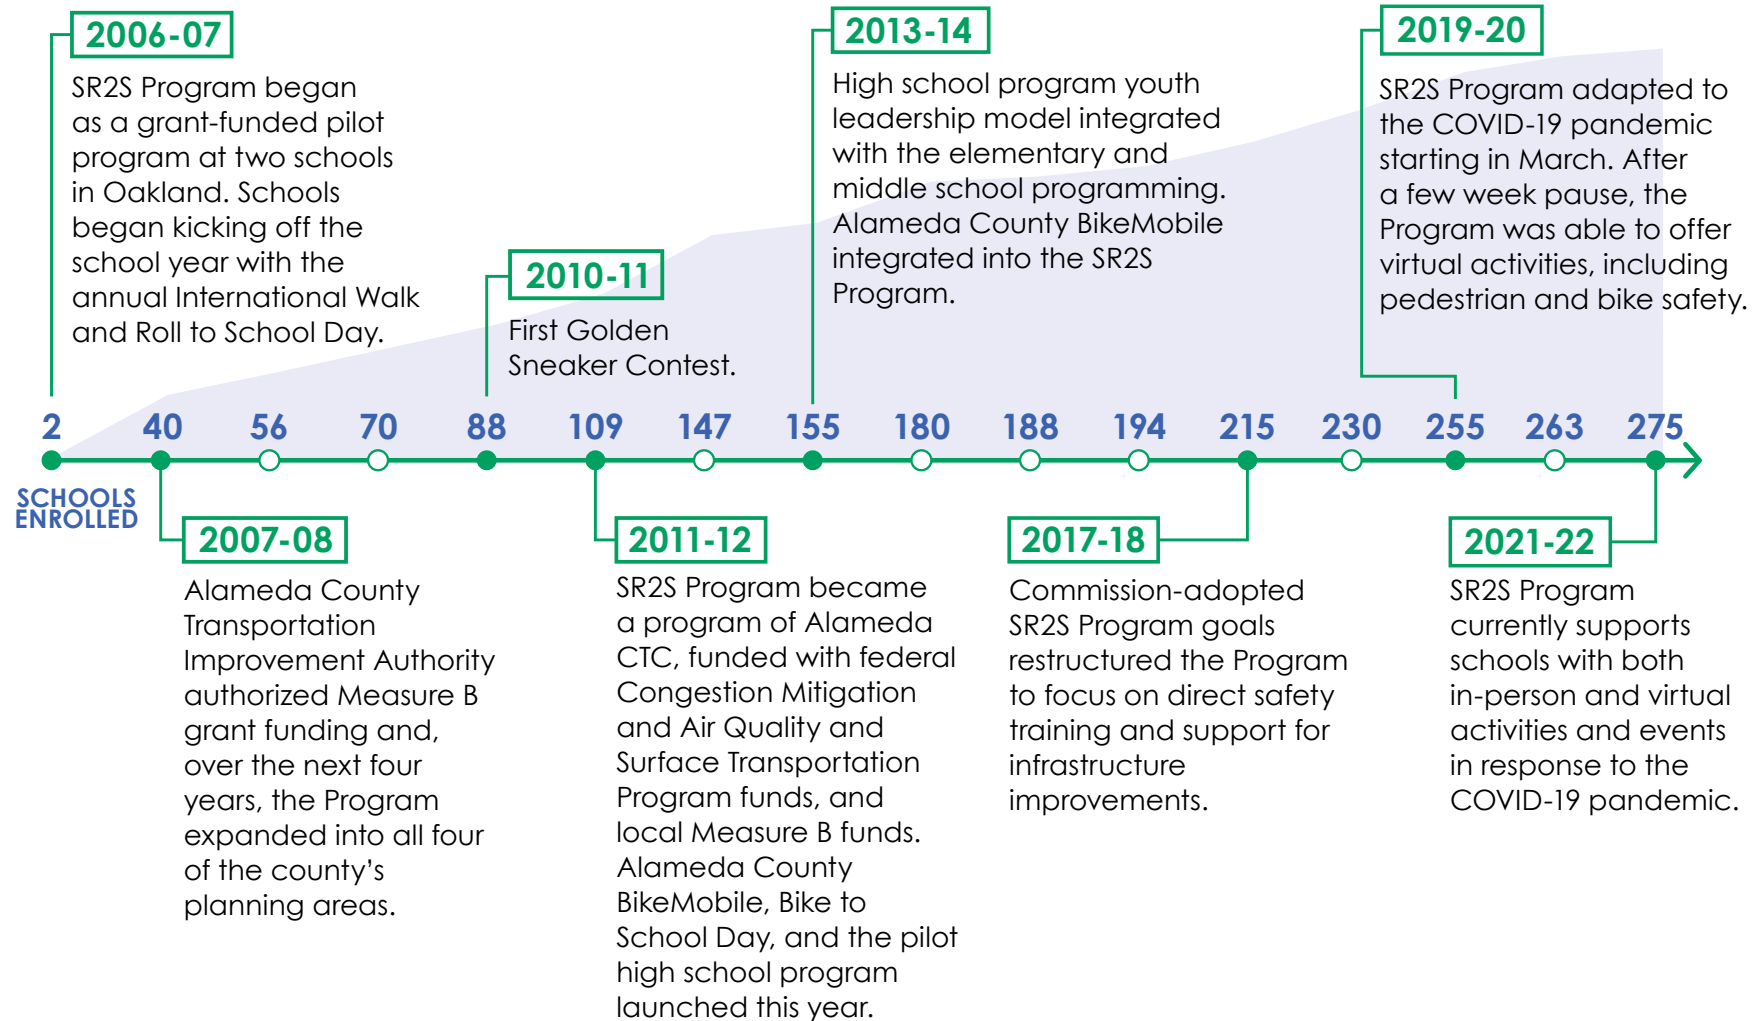 2006-07
SR2S Program began
as a grant-funded pilot
program at two schools
in Oakland. Schools
began kicking off the
school year with the
annual International Walk
and Roll to School Day.
2010-11
First Golden
Sneaker Contest.
2013-14
High school program youth
leadership model integrated
with the elementary and
middle school programming.
Alameda County BikeMobile
integrated into the SR2S
Program.
2019-20
SR2S Program adapted to
the COVID-19 pandemic
starting in March. After
a few week pause, the
Program was able to offer
virtual activities, including
pedestrian and bike safety.
2 40 56 70 88 109 147 155 180 188 194 215 230 255 263 275
SCHOOLS
ENROLLED
2007-08
Alameda County
Transportation
Improvement Authority
authorized Measure B
grant funding and,
over the next four
years, the Program
expanded into all four
of the county's
planning areas.
2011-12
SR2S Program became
a program of Alameda
CTC, funded with federal
Congestion Mitigation
and Air Quality and
Surface Transportation
Program funds, and
local Measure B funds.
Alameda County
BikeMobile, Bike to
School Day, and the pilot
high school program
launched this year.
2017-18
Commission-adopted
SR2S Program goals
restructured the Program
to focus on direct safety
training and support for
infrastructure
improvements.
2021-22
SR2S Program
currently supports
schools with both
in-person and virtual
activities and events
in response to the
COVID-19 pandemic.